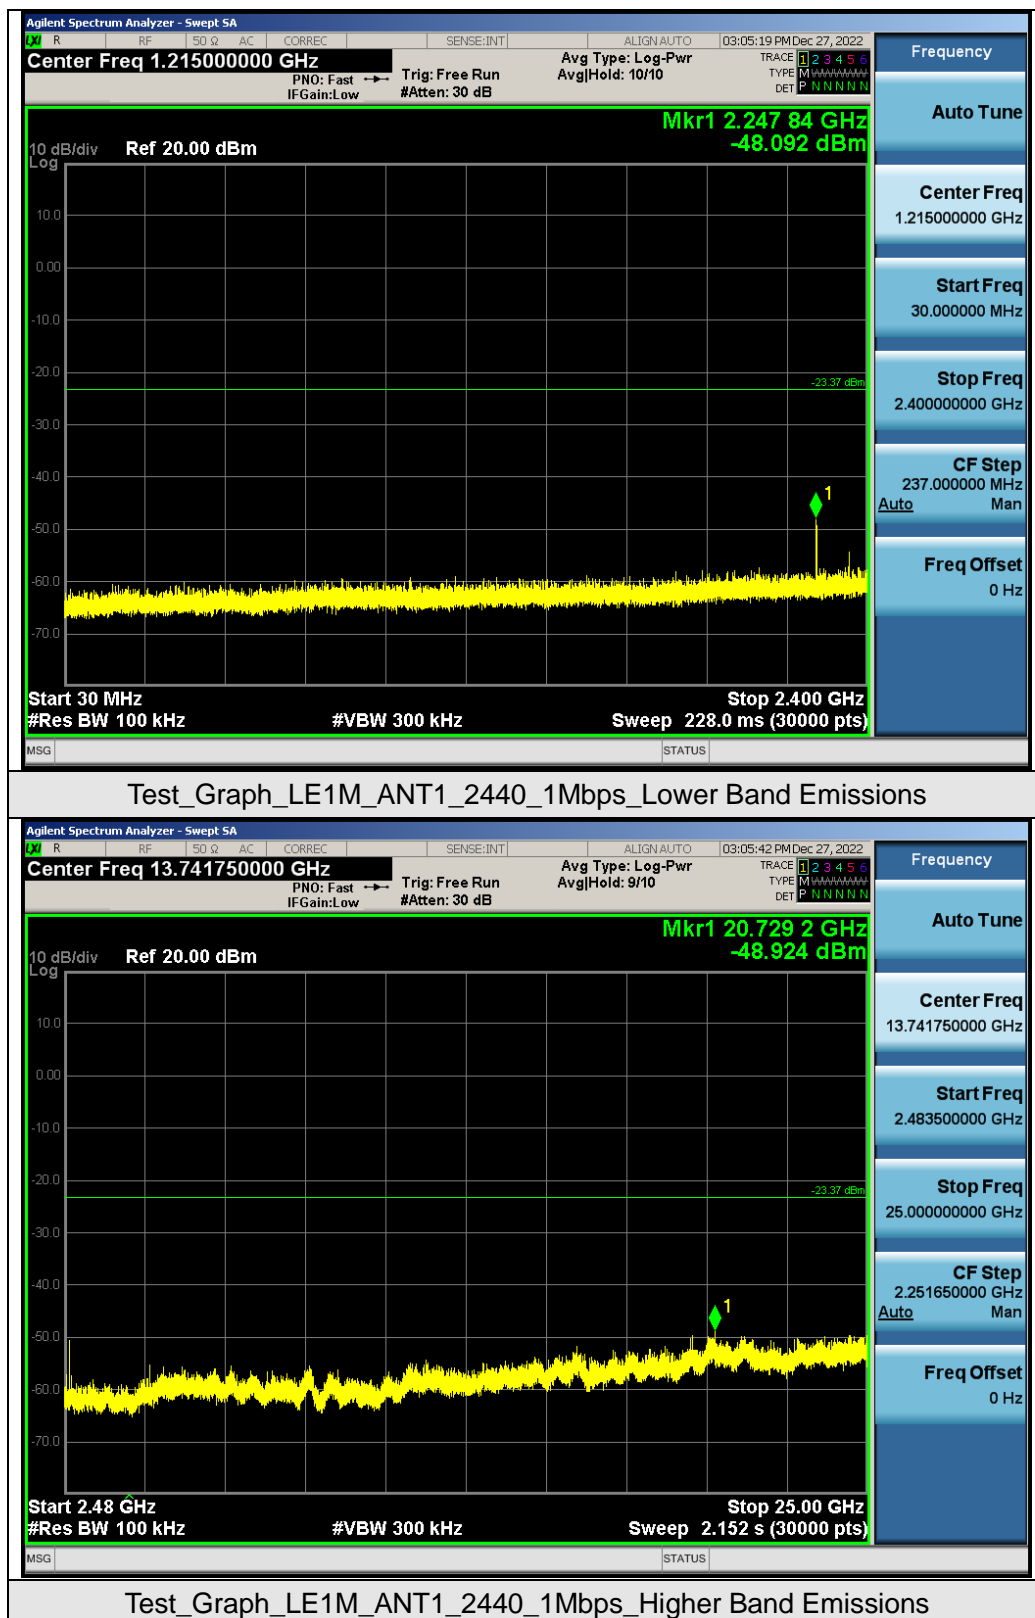 Agilent Spectrum Analyzer - Swept SA
LXI R RF 50 Ω AC CORREC SENSE:INT ALIGN AUTO 03:05:19 PM Dec 27, 2022
Center Freq 1.215000000 GHz
PNO: Fast
IFGain:Low
Trig: Free Run
#Atten: 30 dB
Avg Type: Log-Pwr
Avg|Hold: 10/10
TRACE 1 2 3 4 5 6
TYPE M WWWWW
DET P N N N N N
Mkr1 2.247 84 GHz
-48.092 dBm
10 dB/div Ref 20.00 dBm
Log
10.0
0.00
-10.0
-20.0
-23.37 dBm
-30.0
-40.0
1
-50.0
-60.0
-70.0
Start 30 MHz Stop 2.400 GHz
#Res BW 100 kHz #VBW 300 kHz Sweep 228.0 ms (30000 pts)
MSG STATUS
Frequency
Auto Tune
Center Freq
1.215000000 GHz
Start Freq
30.000000 MHz
Stop Freq
2.400000000 GHz
CF Step
237.000000 MHz
Auto Man
Freq Offset
0 Hz
Test_Graph_LE1M_ANT1_2440_1Mbps_Lower Band Emissions
Agilent Spectrum Analyzer - Swept SA
LXI R RF 50 Ω AC CORREC SENSE:INT ALIGN AUTO 03:05:42 PM Dec 27, 2022
Center Freq 13.741750000 GHz
PNO: Fast
IFGain:Low
Trig: Free Run
#Atten: 30 dB
Avg Type: Log-Pwr
Avg|Hold: 9/10
TRACE 1 2 3 4 5 6
TYPE M WWWWW
DET P N N N N N
Mkr1 20.729 2 GHz
-48.924 dBm
10 dB/div Ref 20.00 dBm
Log
10.0
0.00
-10.0
-20.0
-23.37 dBm
-30.0
-40.0
1
-50.0
-60.0
-70.0
Start 2.48 GHz Stop 25.00 GHz
#Res BW 100 kHz #VBW 300 kHz Sweep 2.152 s (30000 pts)
MSG STATUS
Frequency
Auto Tune
Center Freq
13.741750000 GHz
Start Freq
2.483500000 GHz
Stop Freq
25.000000000 GHz
CF Step
2.251650000 GHz
Auto Man
Freq Offset
0 Hz
Test_Graph_LE1M_ANT1_2440_1Mbps_Higher Band Emissions